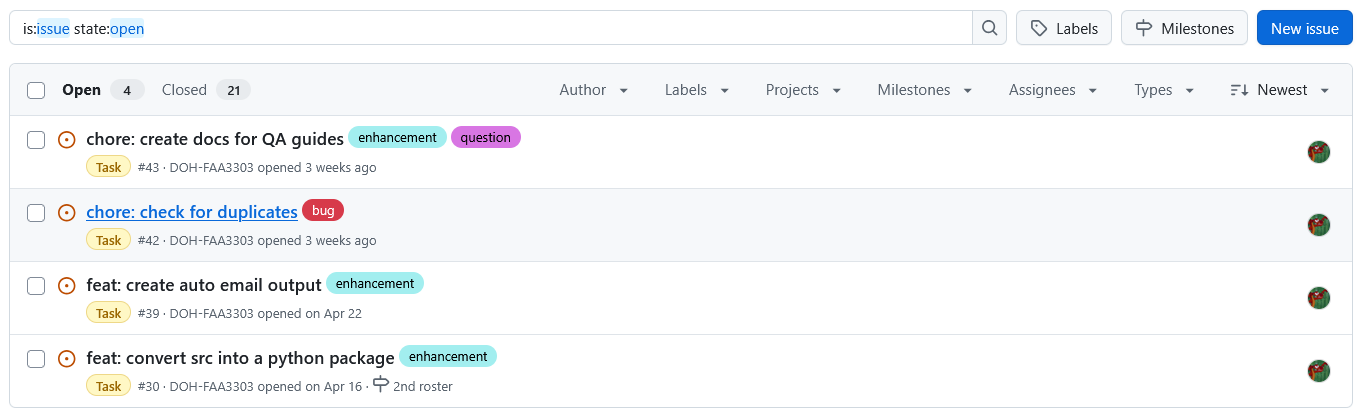 is:issue state:open
Labels
Milestones
New issue
Open 4 Closed 21 Author Labels Projects Milestones Assignees Types Newest
chore: create docs for QA guides enhancement question
Task #43 · DOH-FAA3303 opened 3 weeks ago
chore: check for duplicates bug
Task #42 · DOH-FAA3303 opened 3 weeks ago
feat: create auto email output enhancement
Task #39 · DOH-FAA3303 opened on Apr 22
feat: convert src into a python package enhancement
Task #30 · DOH-FAA3303 opened on Apr 16 · 2nd roster